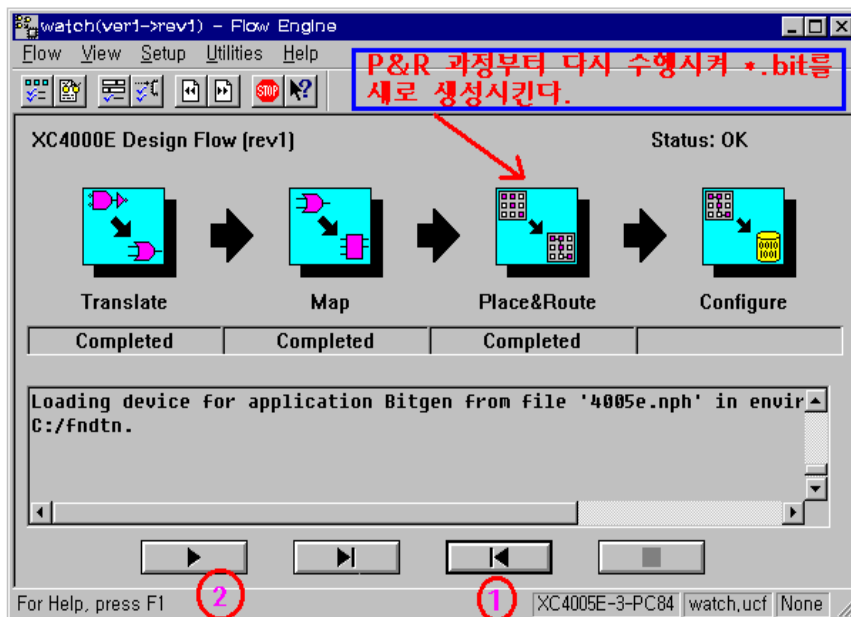 watch(ver1->rev1) - Flow Engine
Flow View Setup Utilities Help
P&R 과정부터 다시 수행시켜 *.bit를
새로 생성시킨다.
STOP
?
XC4000E Design Flow (rev1)
Status: OK
0010
1001
Translate Map Place&Route Configure
Completed Completed Completed
Loading device for application Bitgen from file '4005e.nph' in envir
C:/fndtn.
2 1
For Help, press F1 XC4005E-3-PC84 watch.ucf None